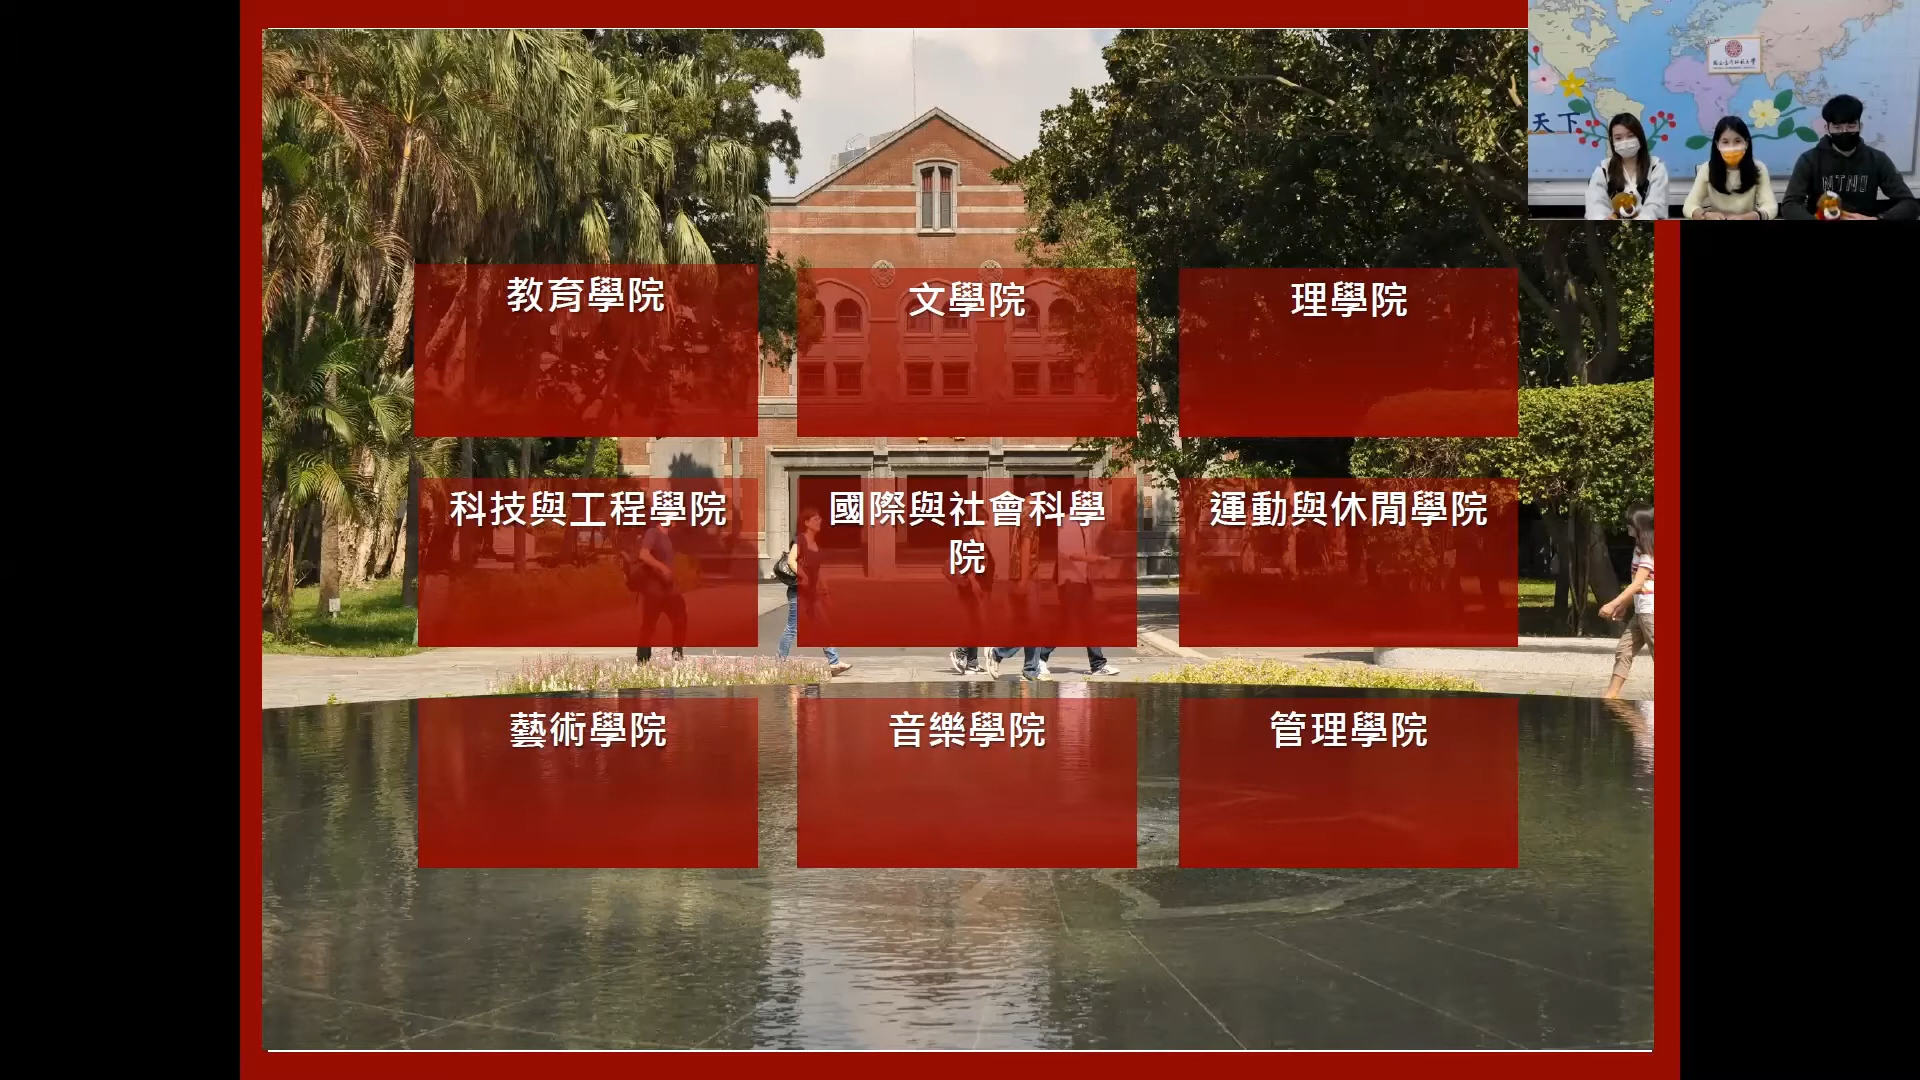 天下
NTNU
教育學院
文學院
理學院
科技與工程學院
國際與社會科學
院
運動與休閒學院
藝術學院
音樂學院
管理學院